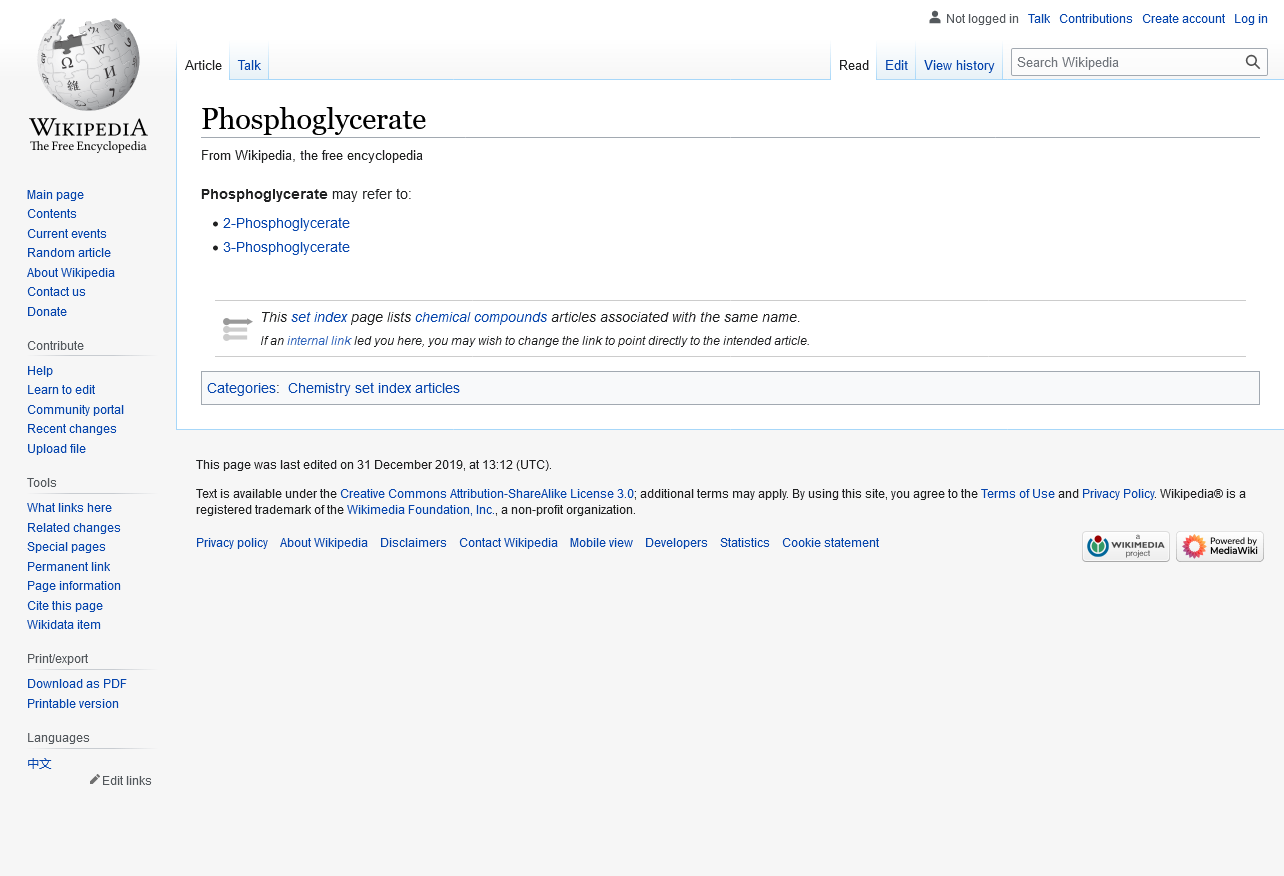 Not logged in Talk Contributions Create account Log in
Article Talk Read Edit View history Search Wikipedia
WIKIPEDIA
The Free Encyclopedia
Phosphoglycerate
From Wikipedia, the free encyclopedia
Phosphoglycerate may refer to:
• 2-Phosphoglycerate
• 3-Phosphoglycerate
This set index page lists chemical compounds articles associated with the same name.
If an internal link led you here, you may wish to change the link to point directly to the intended article.
Categories: Chemistry set index articles
Main page
Contents
Current events
Random article
About Wikipedia
Contact us
Donate
Contribute
Help
Learn to edit
Community portal
Recent changes
Upload file
Tools
What links here
Related changes
Special pages
Permanent link
Page information
Cite this page
Wikidata item
Print/export
Download as PDF
Printable version
Languages
中文
Edit links
This page was last edited on 31 December 2019, at 13:12 (UTC).
Text is available under the Creative Commons Attribution-ShareAlike License 3.0; additional terms may apply. By using this site, you agree to the Terms of Use and Privacy Policy. Wikipedia® is a
registered trademark of the Wikimedia Foundation, Inc., a non-profit organization.
Privacy policy About Wikipedia Disclaimers Contact Wikipedia Mobile view Developers Statistics Cookie statement
a
WIKIMEDIA
project
Powered by
MediaWiki